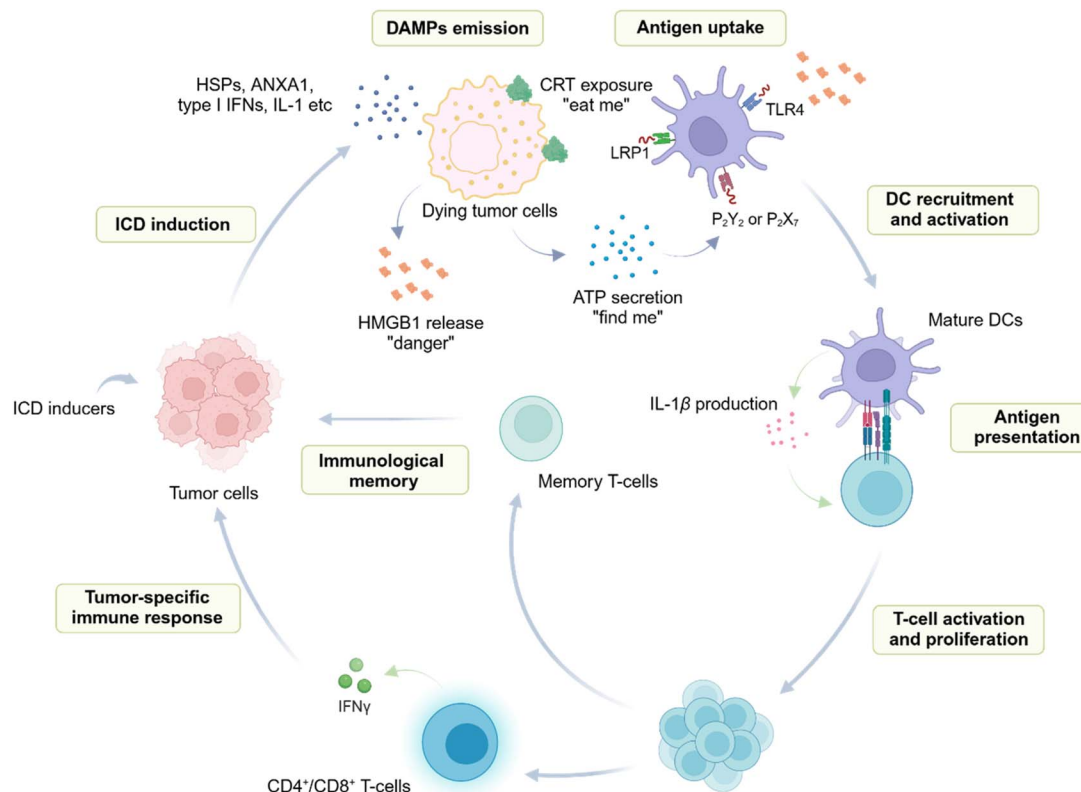 DAMPs emission
Antigen uptake
HSPs, ANXA1,
type I IFNs, IL-1 etc
CRT exposure
"eat me"
TLR4
LRP1
Dying tumor cells
P₂Y₂ or P₂X₇
ICD induction
DC recruitment
and activation
HMGB1 release
"danger"
ATP secretion
"find me"
Mature DCs
ICD inducers
IL-1β production
Antigen
presentation
Immunological
memory
Memory T-cells
Tumor cells
Tumor-specific
immune response
T-cell activation
and proliferation
IFNγ
CD4⁺/CD8⁺ T-cells